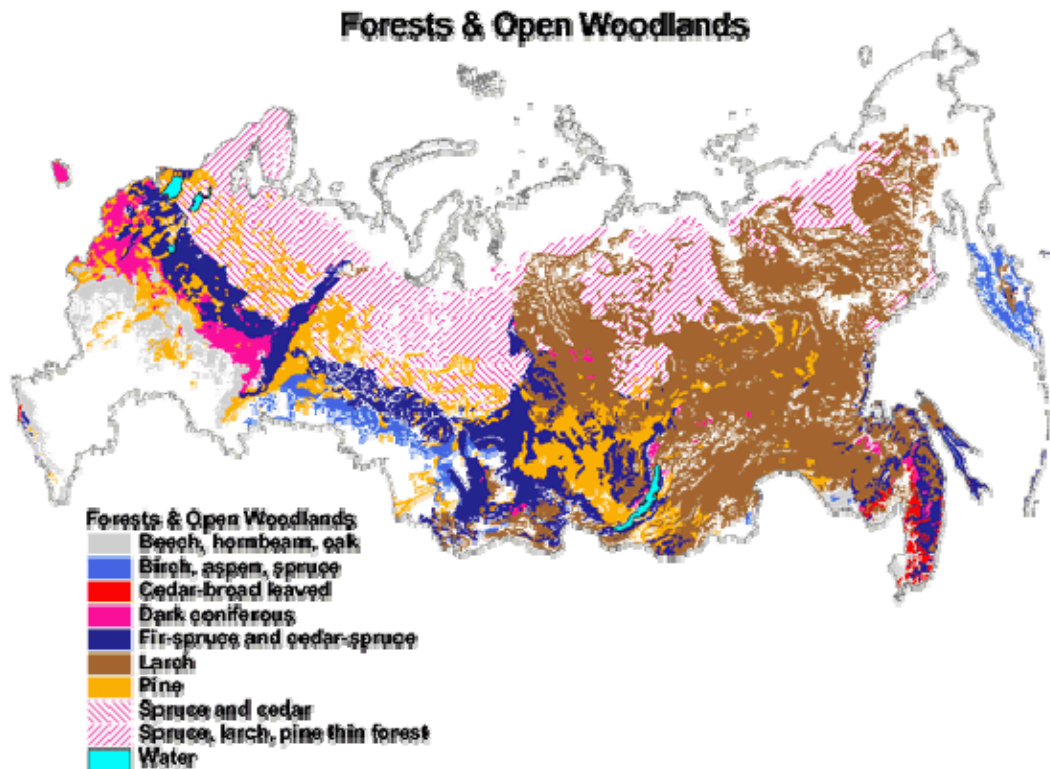 Forests & Open Woodlands
Forests & Open Woodlands
Beech, hornbeam, oak
Birch, aspen, spruce
Cedar-broad leaved
Dark coniferous
Fir-spruce and cedar-spruce
Larch
Pine
Spruce and cedar
Spruce, larch, pine thin forest
Water